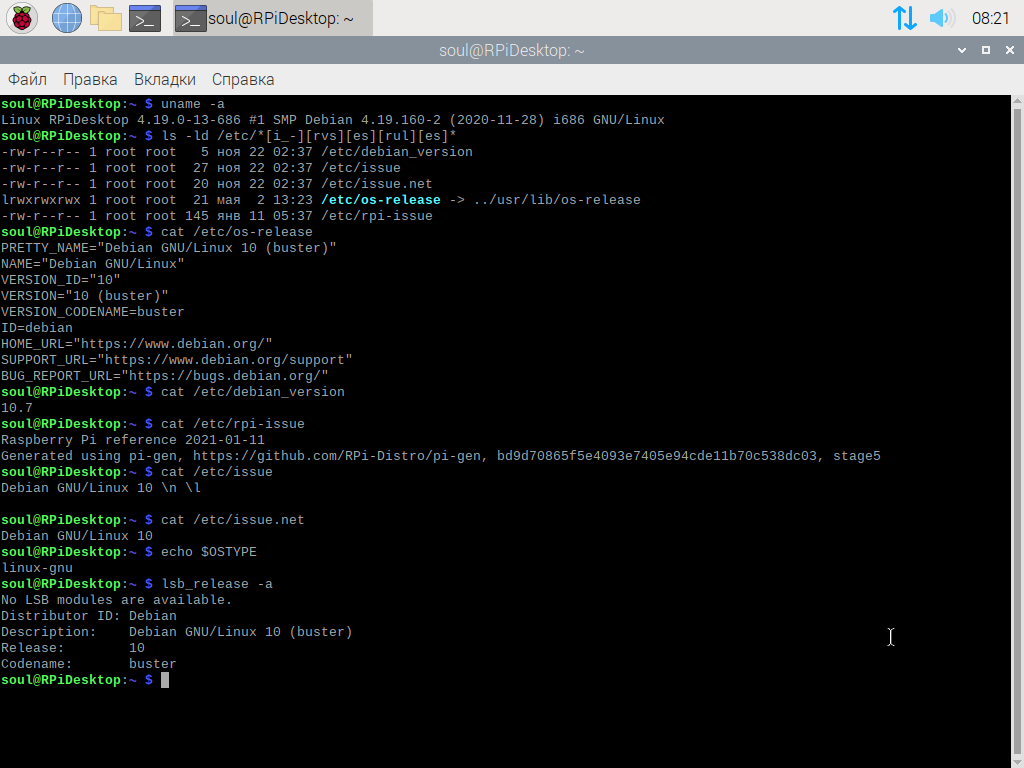 soul@RPiDesktop: ~
08:21
soul@RPiDesktop: ~
Файл Правка Вкладки Справка
soul@RPiDesktop:~ $ uname -a
Linux RPiDesktop 4.19.0-13-686 #1 SMP Debian 4.19.160-2 (2020-11-28) i686 GNU/Linux
soul@RPiDesktop:~ $ ls -ld /etc/*[i_-][rvs][es][rul][es]*
-rw-r--r-- 1 root root   5 ноя 22 02:37 /etc/debian_version
-rw-r--r-- 1 root root  27 ноя 22 02:37 /etc/issue
-rw-r--r-- 1 root root  20 ноя 22 02:37 /etc/issue.net
lrwxrwxrwx 1 root root  21 мая  2 13:23 /etc/os-release -> ../usr/lib/os-release
-rw-r--r-- 1 root root 145 янв 11 05:37 /etc/rpi-issue
soul@RPiDesktop:~ $ cat /etc/os-release
PRETTY_NAME="Debian GNU/Linux 10 (buster)"
NAME="Debian GNU/Linux"
VERSION_ID="10"
VERSION="10 (buster)"
VERSION_CODENAME=buster
ID=debian
HOME_URL="https://www.debian.org/"
SUPPORT_URL="https://www.debian.org/support"
BUG_REPORT_URL="https://bugs.debian.org/"
soul@RPiDesktop:~ $ cat /etc/debian_version
10.7
soul@RPiDesktop:~ $ cat /etc/rpi-issue
Raspberry Pi reference 2021-01-11
Generated using pi-gen, https://github.com/RPi-Distro/pi-gen, bd9d70865f5e4093e7405e94cde11b70c538dc03, stage5
soul@RPiDesktop:~ $ cat /etc/issue
Debian GNU/Linux 10 \n \l
soul@RPiDesktop:~ $ cat /etc/issue.net
Debian GNU/Linux 10
soul@RPiDesktop:~ $ echo $OSTYPE
linux-gnu
soul@RPiDesktop:~ $ lsb_release -a
No LSB modules are available.
Distributor ID: Debian
Description:    Debian GNU/Linux 10 (buster)
Release:        10
Codename:       buster
soul@RPiDesktop:~ $